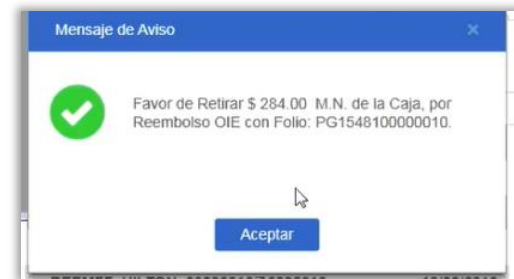 Mensaje de Aviso
Favor de Retirar $ 284.00 M.N. de la Caja, por
Reembolso OIE con Folio: PG1548100000010.
Aceptar